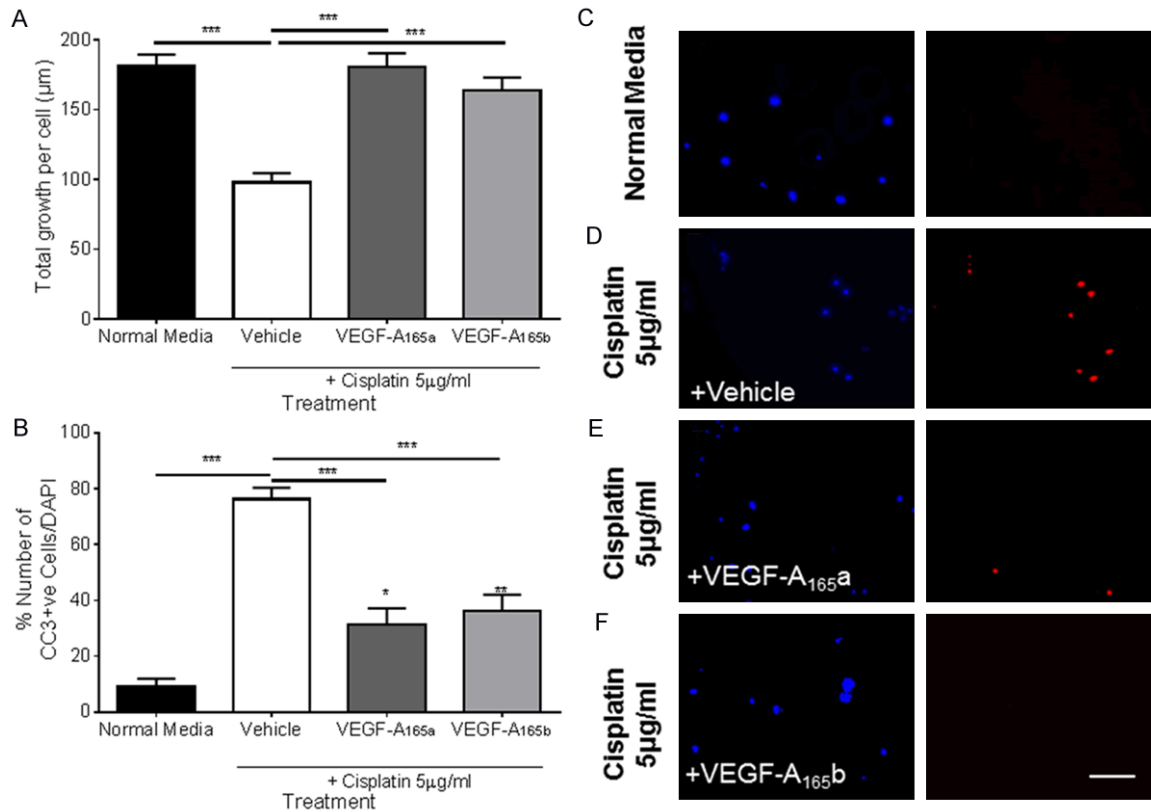 A
Total growth per cell (µm)
200
150
100
50
0
***
***
***
Normal Media
Vehicle
VEGF-A165a
VEGF-A165b
+ Cisplatin 5µg/ml
Treatment
B
% Number of
CC3+ve Cells/DAPI
100
80
60
40
20
0
***
***
***
*
**
Normal Media
Vehicle
VEGF-A165a
VEGF-A165b
+ Cisplatin 5µg/ml
Treatment
C
Normal Media
D
Cisplatin
5µg/ml
+Vehicle
E
Cisplatin
5µg/ml
+VEGF-A₁₆₅a
F
Cisplatin
5µg/ml
+VEGF-A₁₆₅b